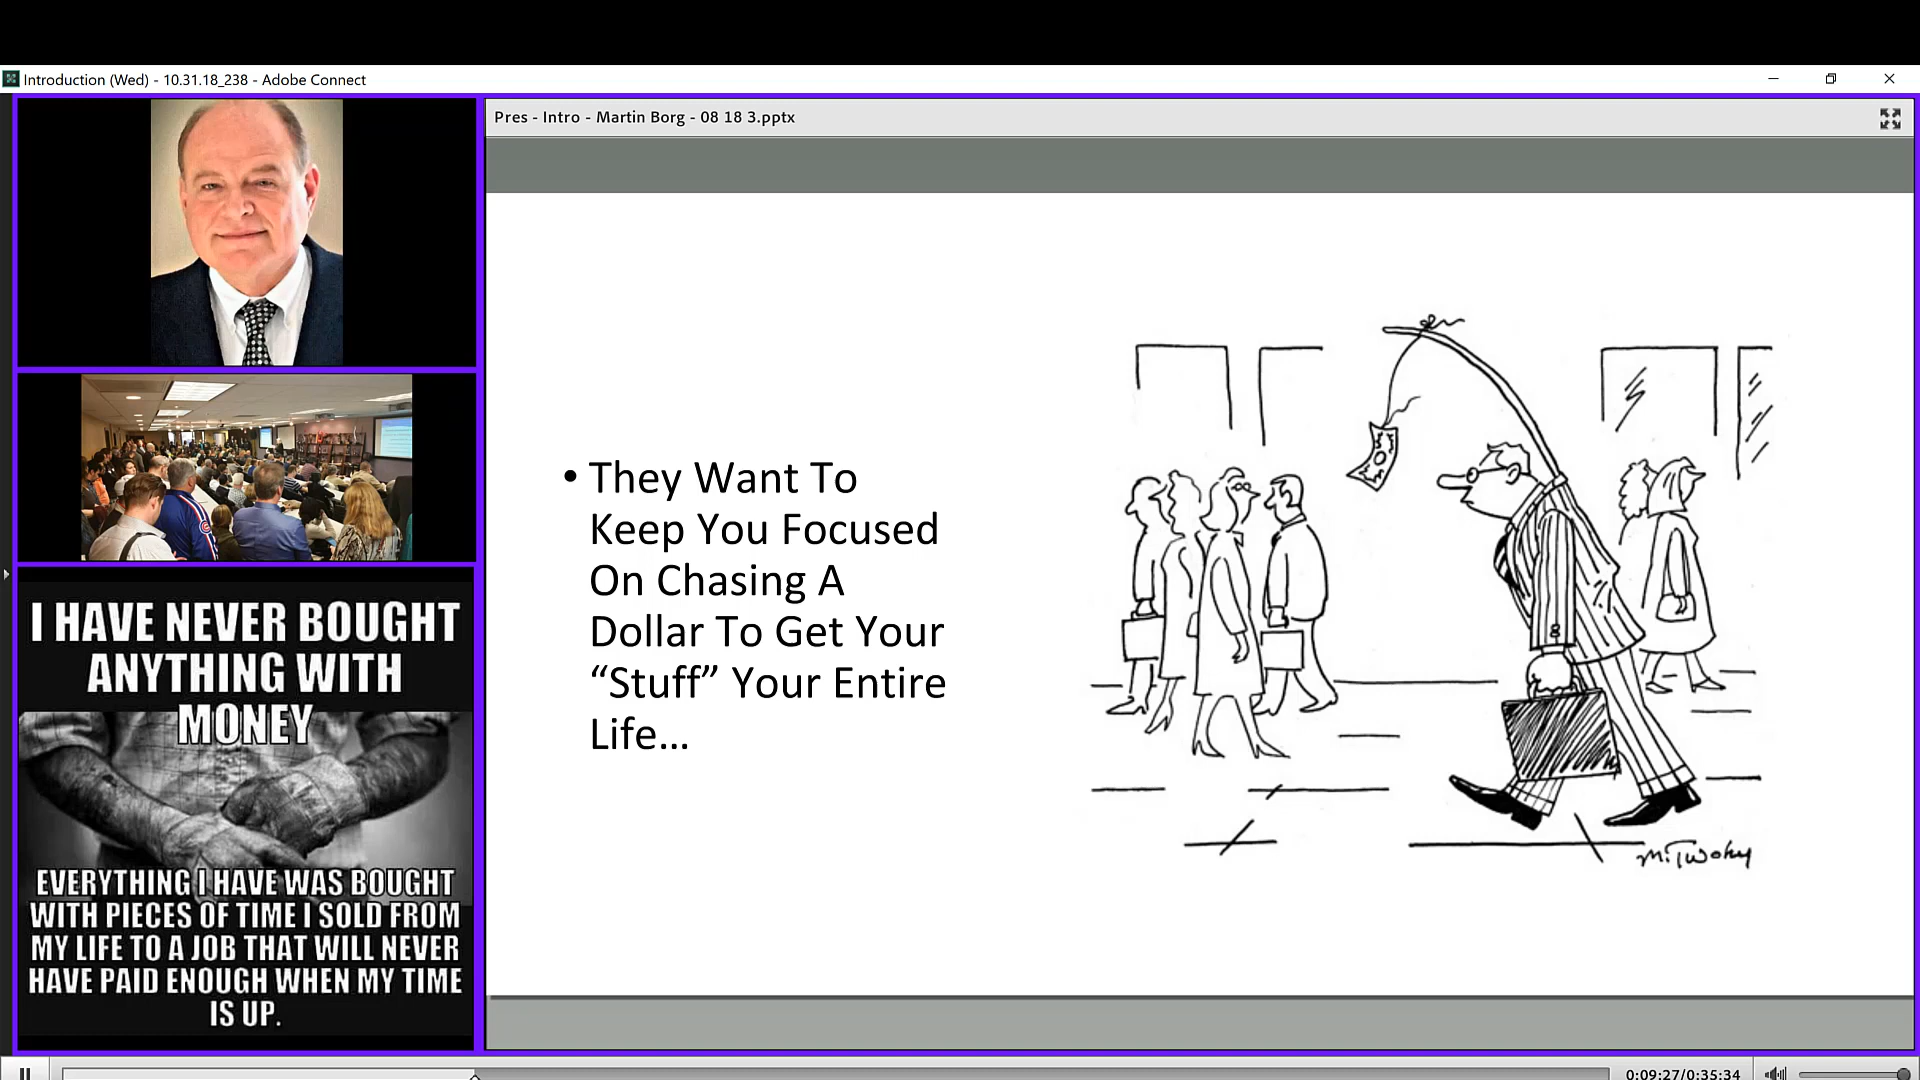 Introduction (Wed) - 10.31.18_238 - Adobe Connect
Pres - Intro - Martin Borg - 08 18 3.pptx
I HAVE NEVER BOUGHT
ANYTHING WITH
MONEY
EVERYTHING I HAVE WAS BOUGHT
WITH PIECES OF TIME I SOLD FROM
MY LIFE TO A JOB THAT WILL NEVER
HAVE PAID ENOUGH WHEN MY TIME
IS UP.
• They Want To
Keep You Focused
On Chasing A
Dollar To Get Your
“Stuff” Your Entire
Life...
M. Twohy
0:09:27/0:35:34